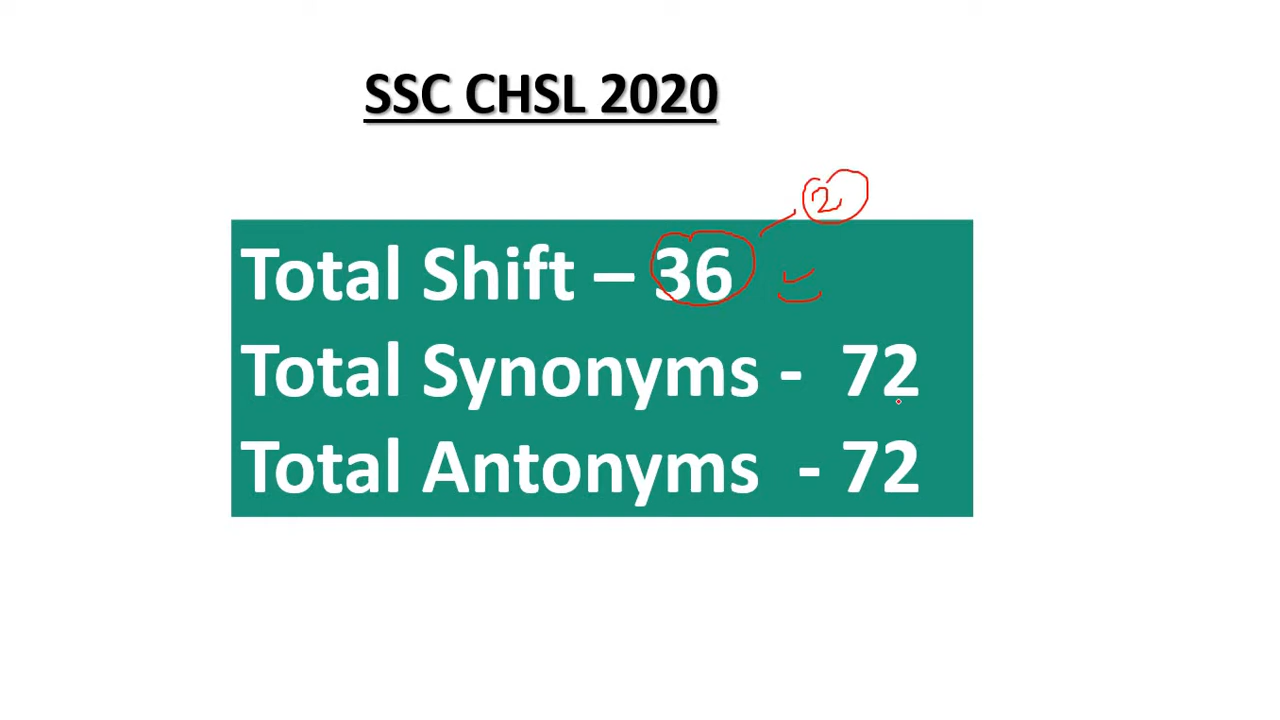 SSC CHSL 2020
2
Total Shift – 36
Total Synonyms - 72
Total Antonyms - 72